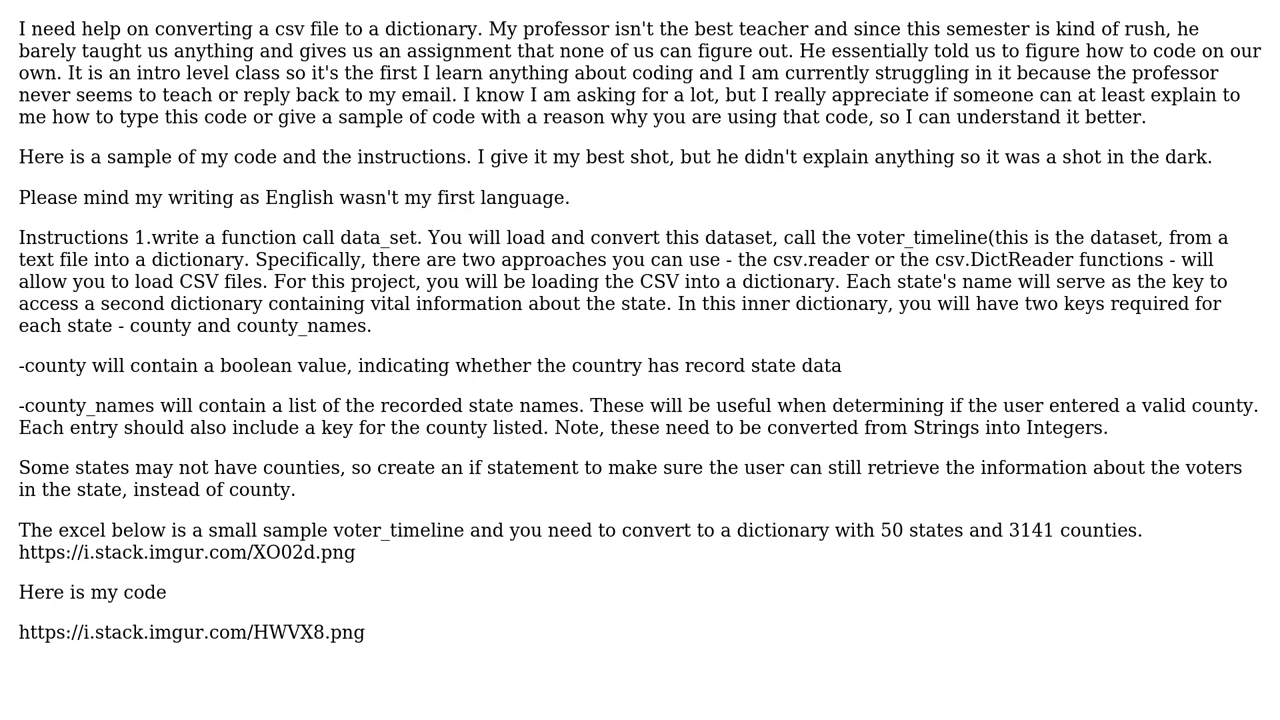 I need help on converting a csv file to a dictionary. My professor isn't the best teacher and since this semester is kind of rush, he
barely taught us anything and gives us an assignment that none of us can figure out. He essentially told us to figure how to code on our
own. It is an intro level class so it's the first I learn anything about coding and I am currently struggling in it because the professor
never seems to teach or reply back to my email. I know I am asking for a lot, but I really appreciate if someone can at least explain to
me how to type this code or give a sample of code with a reason why you are using that code, so I can understand it better.
Here is a sample of my code and the instructions. I give it my best shot, but he didn't explain anything so it was a shot in the dark.
Please mind my writing as English wasn't my first language.
Instructions 1.write a function call data_set. You will load and convert this dataset, call the voter_timeline(this is the dataset, from a
text file into a dictionary. Specifically, there are two approaches you can use - the csv.reader or the csv.DictReader functions - will
allow you to load CSV files. For this project, you will be loading the CSV into a dictionary. Each state's name will serve as the key to
access a second dictionary containing vital information about the state. In this inner dictionary, you will have two keys required for
each state - county and county_names.
-county will contain a boolean value, indicating whether the country has record state data
-county_names will contain a list of the recorded state names. These will be useful when determining if the user entered a valid county.
Each entry should also include a key for the county listed. Note, these need to be converted from Strings into Integers.
Some states may not have counties, so create an if statement to make sure the user can still retrieve the information about the voters
in the state, instead of county.
The excel below is a small sample voter_timeline and you need to convert to a dictionary with 50 states and 3141 counties.
https://i.stack.imgur.com/XO02d.png
Here is my code
https://i.stack.imgur.com/HWVX8.png